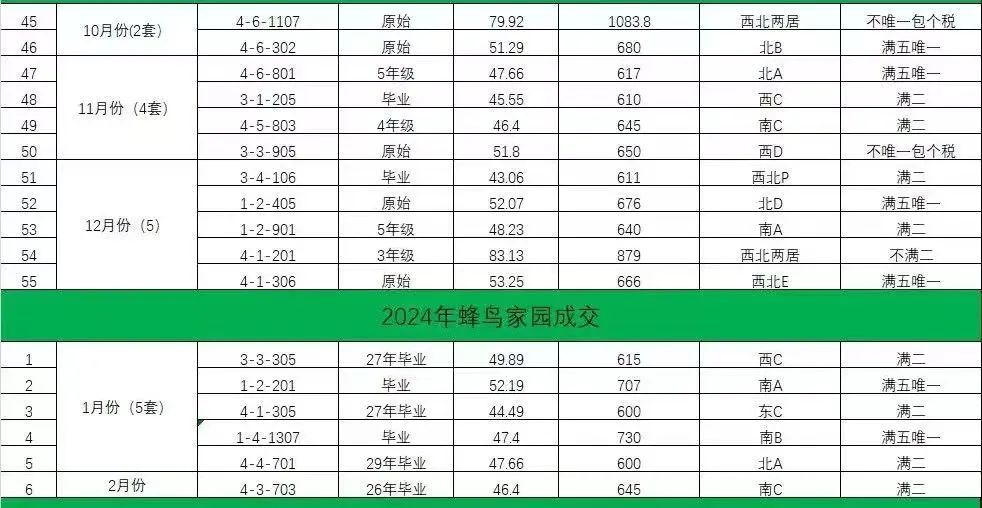 45 10月份(2套) 4-6-1107 原始 79.92 1083.8 西北两居 不唯一包个税
46 4-6-302 原始 51.29 680 北B 满五唯一
47 11月份（4套） 4-6-801 5年级 47.66 617 北A 满五唯一
48 3-1-205 毕业 45.55 610 西C 满二
49 4-5-803 4年级 46.4 645 南C 满二
50 3-3-905 原始 51.8 650 西D 不唯一包个税
51 12月份（5） 3-4-106 毕业 43.06 611 西北P 满二
52 1-2-405 原始 52.07 676 北D 满五唯一
53 1-2-901 5年级 48.23 640 南A 满二
54 4-1-201 3年级 83.13 879 西北两居 不满二
55 4-1-306 原始 53.25 666 西北E 满五唯一
2024年蜂鸟家园成交
1 1月份（5套） 3-3-305 27年毕业 49.89 615 西C 满二
2 1-2-201 毕业 52.19 707 南A 满五唯一
3 4-1-305 27年毕业 44.49 600 东C 满二
4 1-4-1307 毕业 47.4 730 南B 满五唯一
5 4-4-701 29年毕业 47.66 600 北A 满二
6 2月份 4-3-703 26年毕业 46.4 645 南C 满二